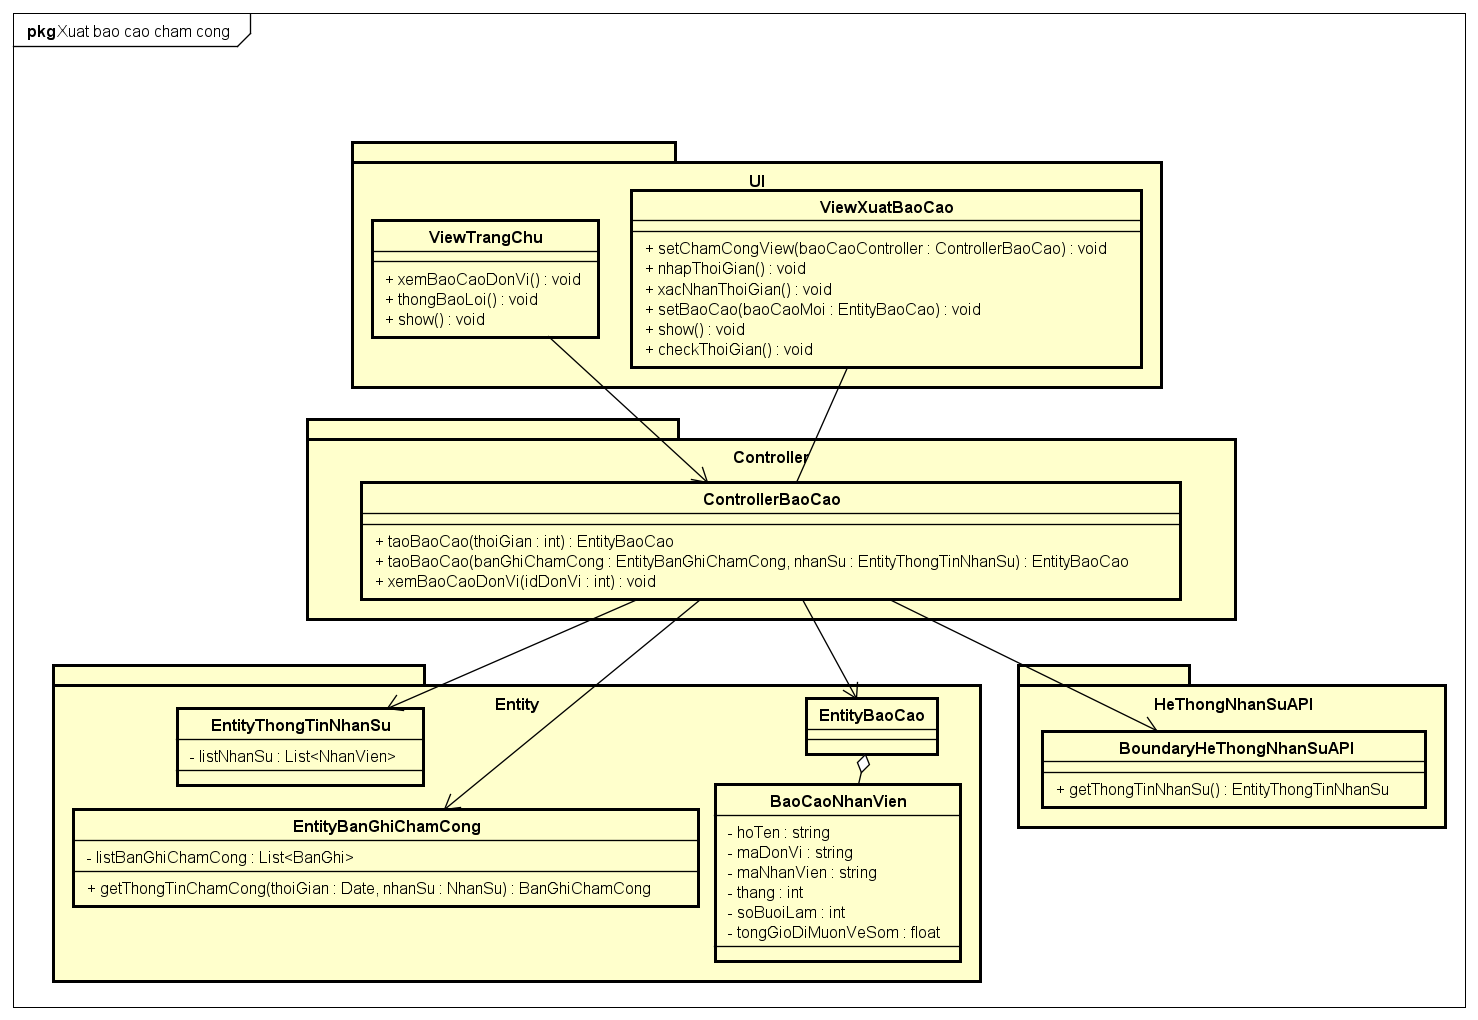 pkg Xuat bao cao cham cong
UI
ViewTrangChu
+ xemBaoCaoDonVi() : void
+ thongBaoLoi() : void
+ show() : void
ViewXuatBaoCao
+ setChamCongView(baoCaoController : ControllerBaoCao) : void
+ nhapThoiGian() : void
+ xacNhanThoiGian() : void
+ setBaoCao(baoCaoMoi : EntityBaoCao) : void
+ show() : void
+ checkThoiGian() : void
Controller
ControllerBaoCao
+ taoBaoCao(thoiGian : int) : EntityBaoCao
+ taoBaoCao(banGhiChamCong : EntityBanGhiChamCong, nhanSu : EntityThongTinNhanSu) : EntityBaoCao
+ xemBaoCaoDonVi(idDonVi : int) : void
Entity
EntityThongTinNhanSu
- listNhanSu : List<NhanVien>
EntityBanGhiChamCong
- listBanGhiChamCong : List<BanGhi>
+ getThongTinChamCong(thoiGian : Date, nhanSu : NhanSu) : BanGhiChamCong
EntityBaoCao
BaoCaoNhanVien
- hoTen : string
- maDonVi : string
- maNhanVien : string
- thang : int
- soBuoiLam : int
- tongGioDiMuonVeSom : float
HeThongNhanSuAPI
BoundaryHeThongNhanSuAPI
+ getThongTinNhanSu() : EntityThongTinNhanSu